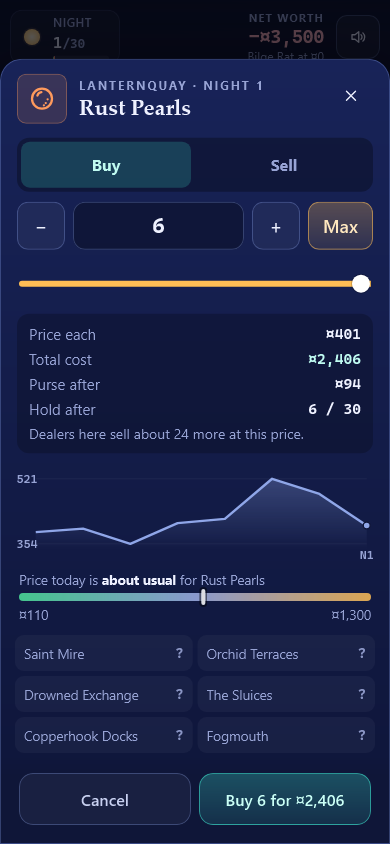 NIGHT
1/30
NET WORTH
−¤3,500
Bilge Rat at ¤0
LANTERNQUAY · NIGHT 1
Rust Pearls
Buy
Sell
−
6
+
Max
Price each ¤401
Total cost ¤2,406
Purse after ¤94
Hold after 6 / 30
Dealers here sell about 24 more at this price.
521
354
N1
Price today is about usual for Rust Pearls
¤110 ¤1,300
Saint Mire ?
Orchid Terraces ?
Drowned Exchange ?
The Sluices ?
Copperhook Docks ?
Fogmouth ?
Cancel
Buy 6 for ¤2,406